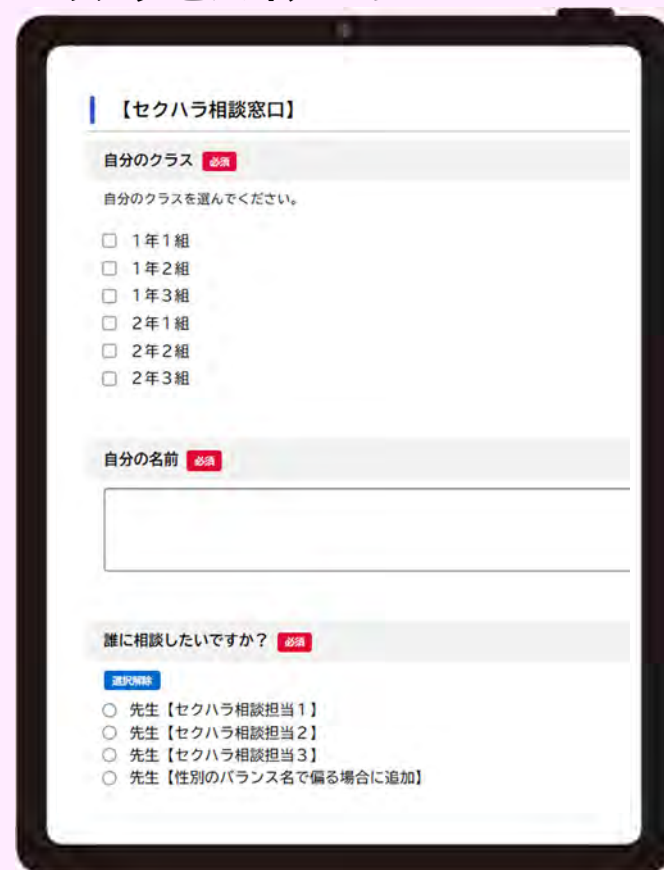 【セクハラ相談窓口】
自分のクラス 必須
自分のクラスを選んでください。
1年1組
1年2組
1年3組
2年1組
2年2組
2年3組
自分の名前 必須
誰に相談したいですか? 必須
選択解除
先生【セクハラ相談担当1】
先生【セクハラ相談担当2】
先生【セクハラ相談担当3】
先生【性別のバランス名で偏る場合に追加】